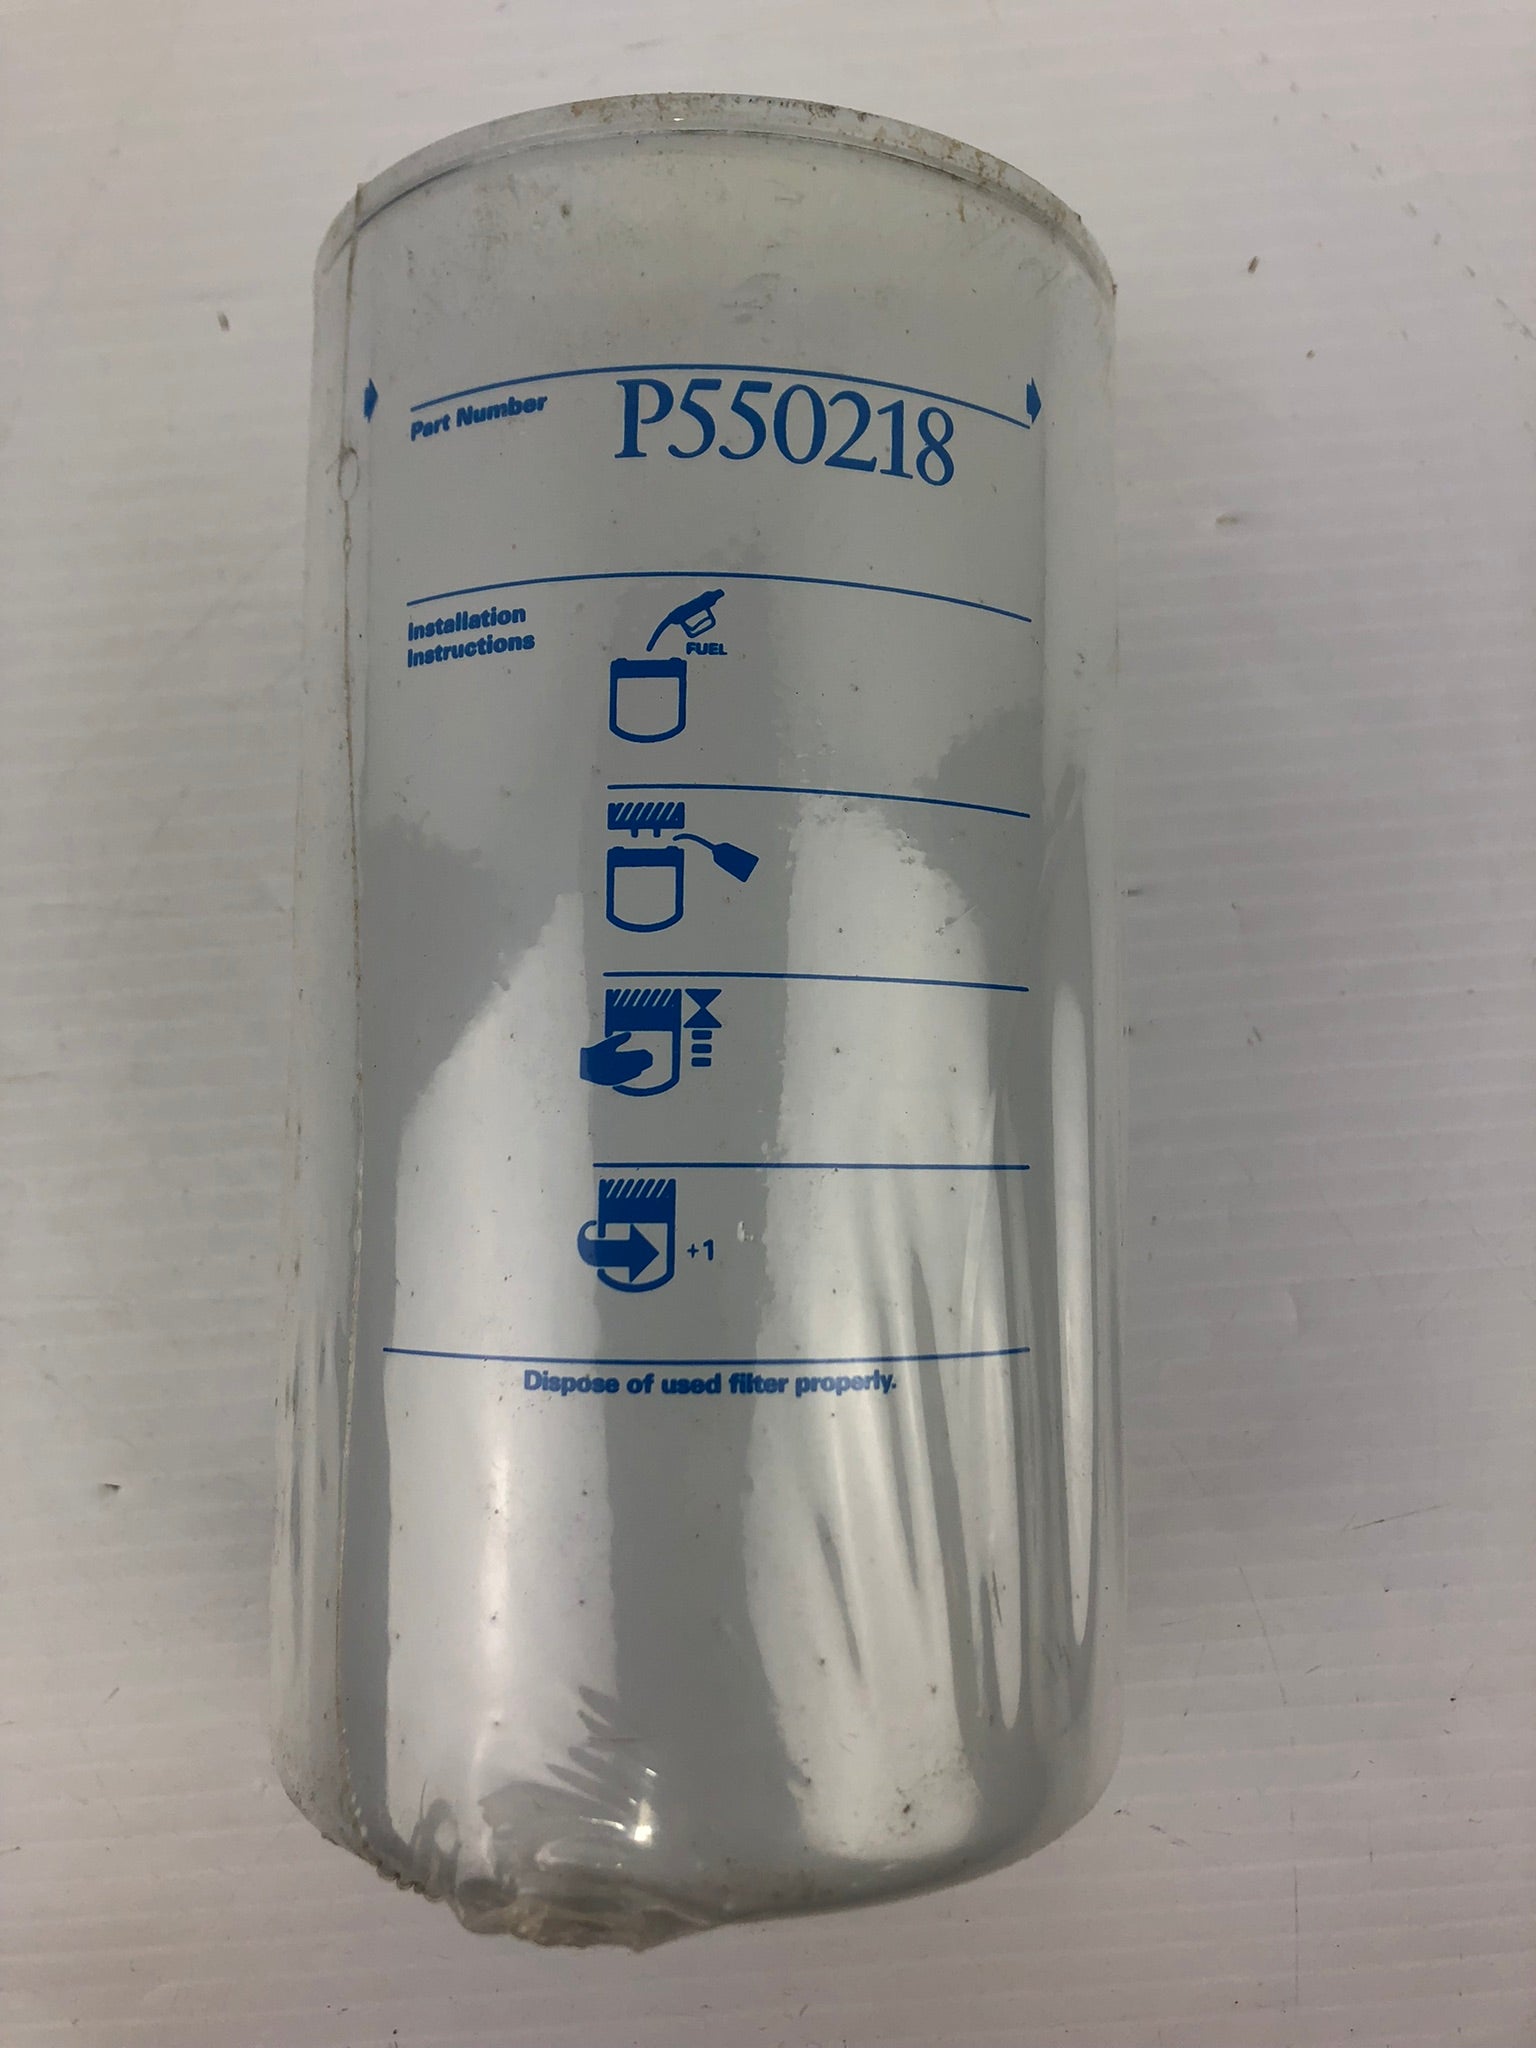 Part Number P550218
Installation
Instructions
FUEL
+1
Dispose of used filter properly.